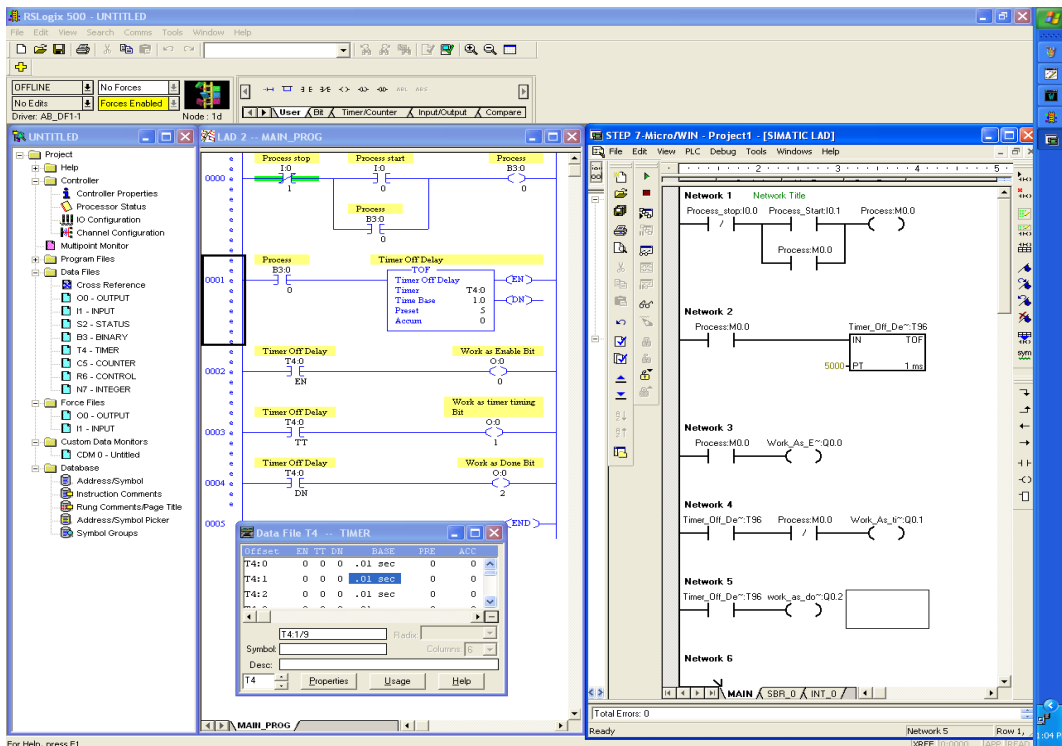 RSLogix 500 - UNTITLED
File Edit View Search Comms Tools Window Help
OFFLINE No Forces
No Edits Forces Enabled
Driver: AB_DF1-1 Node : 1d
User Bit Timer/Counter Input/Output Compare
UNTITLED
Project
Help
Controller
Controller Properties
Processor Status
IO Configuration
Channel Configuration
Multipoint Monitor
Program Files
Data Files
Cross Reference
O0 - OUTPUT
I1 - INPUT
S2 - STATUS
B3 - BINARY
T4 - TIMER
C5 - COUNTER
R6 - CONTROL
N7 - INTEGER
Force Files
O0 - OUTPUT
I1 - INPUT
Custom Data Monitors
CDM 0 - Untitled
Database
Address/Symbol
Instruction Comments
Rung Comments/Page Title
Address/Symbol Picker
Symbol Groups
For Help, press F1
LAD 2 -- MAIN_PROG
Process stop Process start Process
I:0 I:0 B3:0
0000
1 0 0
Process
B3:0
0
Process Timer Off Delay
B3:0 TOF
0001 Timer Off Delay EN
0 Timer T4:0
Time Base 1.0 DN
Preset 5
Accum 0
Timer Off Delay Work as Enable Bit
T4:0 O:0
0002
EN 0
Timer Off Delay Work as timer timing Bit
T4:0 O:0
0003
TT 1
Timer Off Delay Work as Done Bit
T4:0 O:0
0004
DN 2
0005 END
Data File T4 -- TIMER
Offset EN TT DN BASE PRE ACC
T4:0 0 0 0 .01 sec 0 0
T4:1 0 0 0 .01 sec 0 0
T4:2 0 0 0 .01 sec 0 0
T4:1/9 Radix:
Symbol: Columns: 6
Desc:
T4 Properties Usage Help
MAIN_PROG
STEP 7-Micro/WIN - Project1 - [SIMATIC LAD]
File Edit View PLC Debug Tools Windows Help
2 3 4 5
Network 1 Network Title
Process_stop:I0.0 Process_Start:I0.1 Process:M0.0
Process:M0.0
Network 2
Process:M0.0 Timer_Off_De~:T96
IN TOF
5000 PT 1 ms
Network 3
Process:M0.0 Work_As_E~:Q0.0
Network 4
Timer_Off_De~:T96 Process:M0.0 Work_As_ti~:Q0.1
Network 5
Timer_Off_De~:T96 work_as_do~:Q0.2
Network 6
MAIN SBR_0 INT_0
Total Errors: 0
Ready Network 5 Row 1,
XREF 0:0000 APP READ
sym
1:04 P